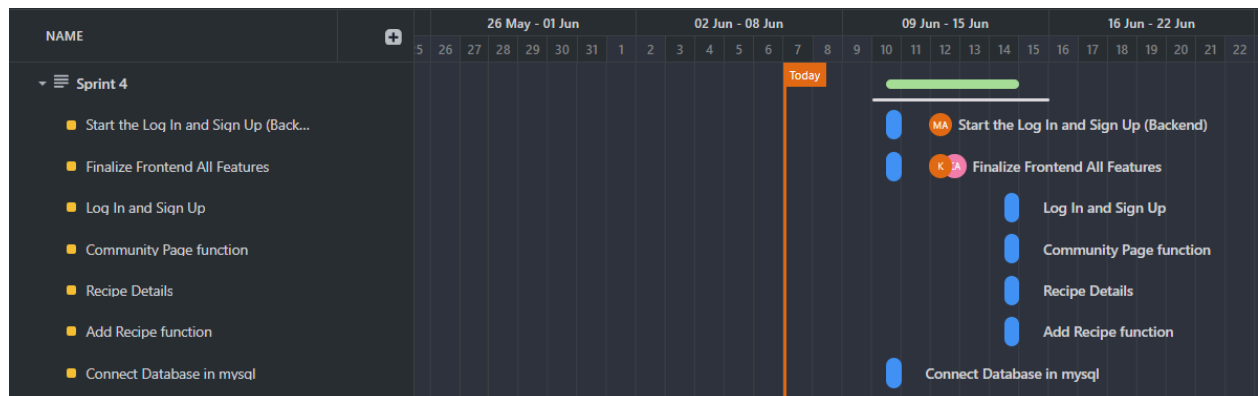 NAME
26 May - 01 Jun 02 Jun - 08 Jun 09 Jun - 15 Jun 16 Jun - 22 Jun
5 26 27 28 29 30 31 1 2 3 4 5 6 7 8 9 10 11 12 13 14 15 16 17 18 19 20 21 22
Sprint 4 Today
Start the Log In and Sign Up (Back... MA Start the Log In and Sign Up (Backend)
Finalize Frontend All Features K Finalize Frontend All Features
Log In and Sign Up Log In and Sign Up
Community Page function Community Page function
Recipe Details Recipe Details
Add Recipe function Add Recipe function
Connect Database in mysql Connect Database in mysql